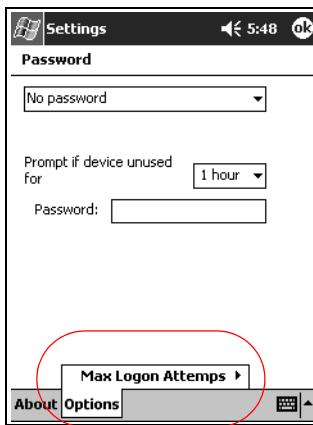 Settings 5:48 ok
Password
No password
Prompt if device unused
for 1 hour
Password:
Max Logon Attemps
About Options